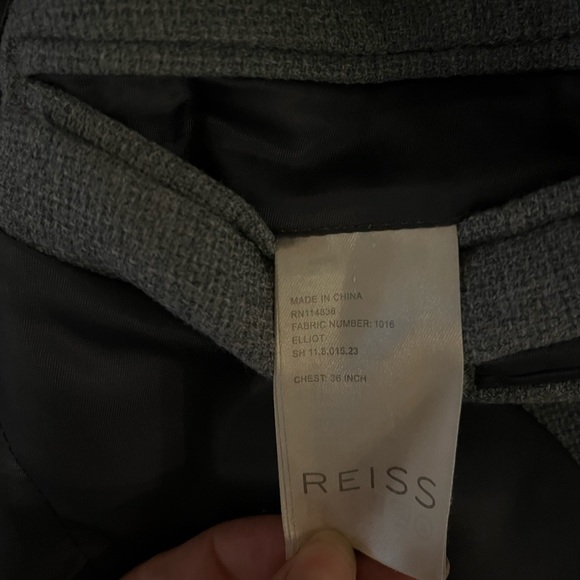 MADE IN CHINA
RN114838
FABRIC NUMBER: 1016
ELLIOT
SH 11.8.015.23
CHEST: 36 INCH
REISS